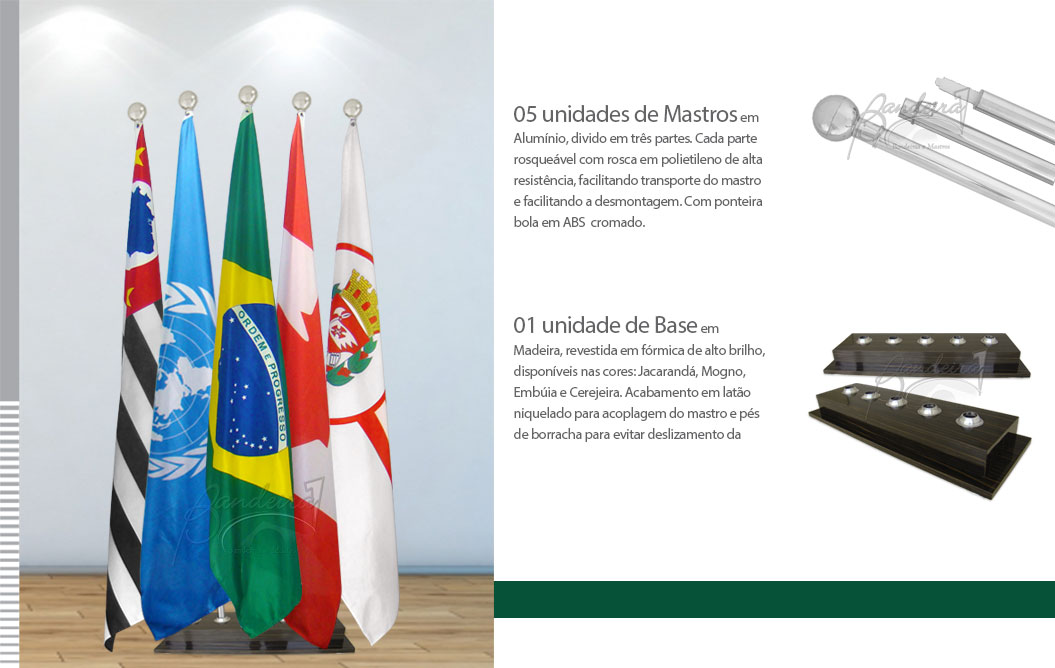 05 unidades de Mastros em
Alumínio, divido em três partes. Cada parte
rosqueável com rosca em polietileno de alta
resistência, facilitando transporte do mastro
e facilitando a desmontagem. Com ponteira
bola em ABS cromado.
01 unidade de Base em
Madeira, revestida em fórmica de alto brilho,
disponíveis nas cores: Jacarandá, Mogno,
Embúia e Cerejeira. Acabamento em latão
niquelado para acoplagem do mastro e pés
de borracha para evitar deslizamento da
ORDEM E PROGRESSO
Bandeira 7
Bandeiras e Mastros